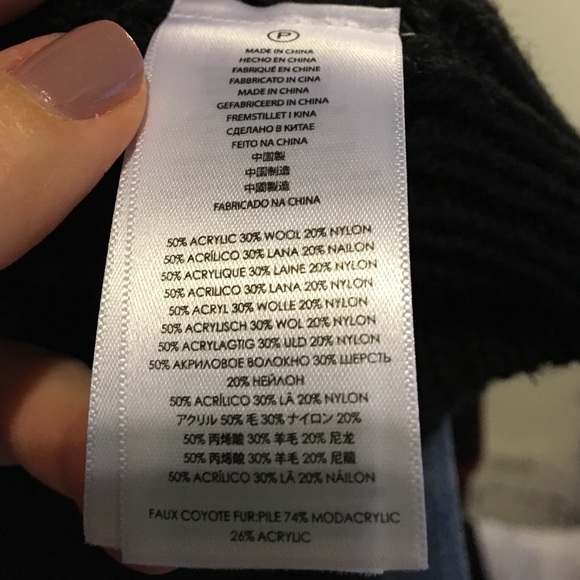 P
MADE IN CHINA
HECHO EN CHINA
FABRIQUÉ EN CHINE
FABBRICATO IN CINA
MADE IN CHINA
GEFABRICEERD IN CHINA
FREMSTILLET I KINA
СДЕЛАНО В КИТАЕ
FEITO NA CHINA
中国製
中国制造
中國製造
FABRICADO NA CHINA
50% ACRYLIC 30% WOOL 20% NYLON
50% ACRÍLICO 30% LANA 20% NAILON
50% ACRYLIQUE 30% LAINE 20% NYLON
50% ACRILICO 30% LANA 20% NYLON
50% ACRYL 30% WOLLE 20% NYLON
50% ACRYLISCH 30% WOL 20% NYLON
50% ACRYLAGTIG 30% ULD 20% NYLON
50% АКРИЛОВОЕ ВОЛОКНО 30% ШЕРСТЬ
20% НЕЙЛОН
50% ACRÍLICO 30% LÃ 20% NYLON
アクリル 50% 毛 30% ナイロン 20%
50% 丙烯酸 30% 羊毛 20% 尼龙
50% 丙烯酸 30% 羊毛 20% 尼龍
50% ACRÍLICO 30% LÃ 20% NÁILON
FAUX COYOTE FUR:PILE 74% MODACRYLIC
26% ACRYLIC